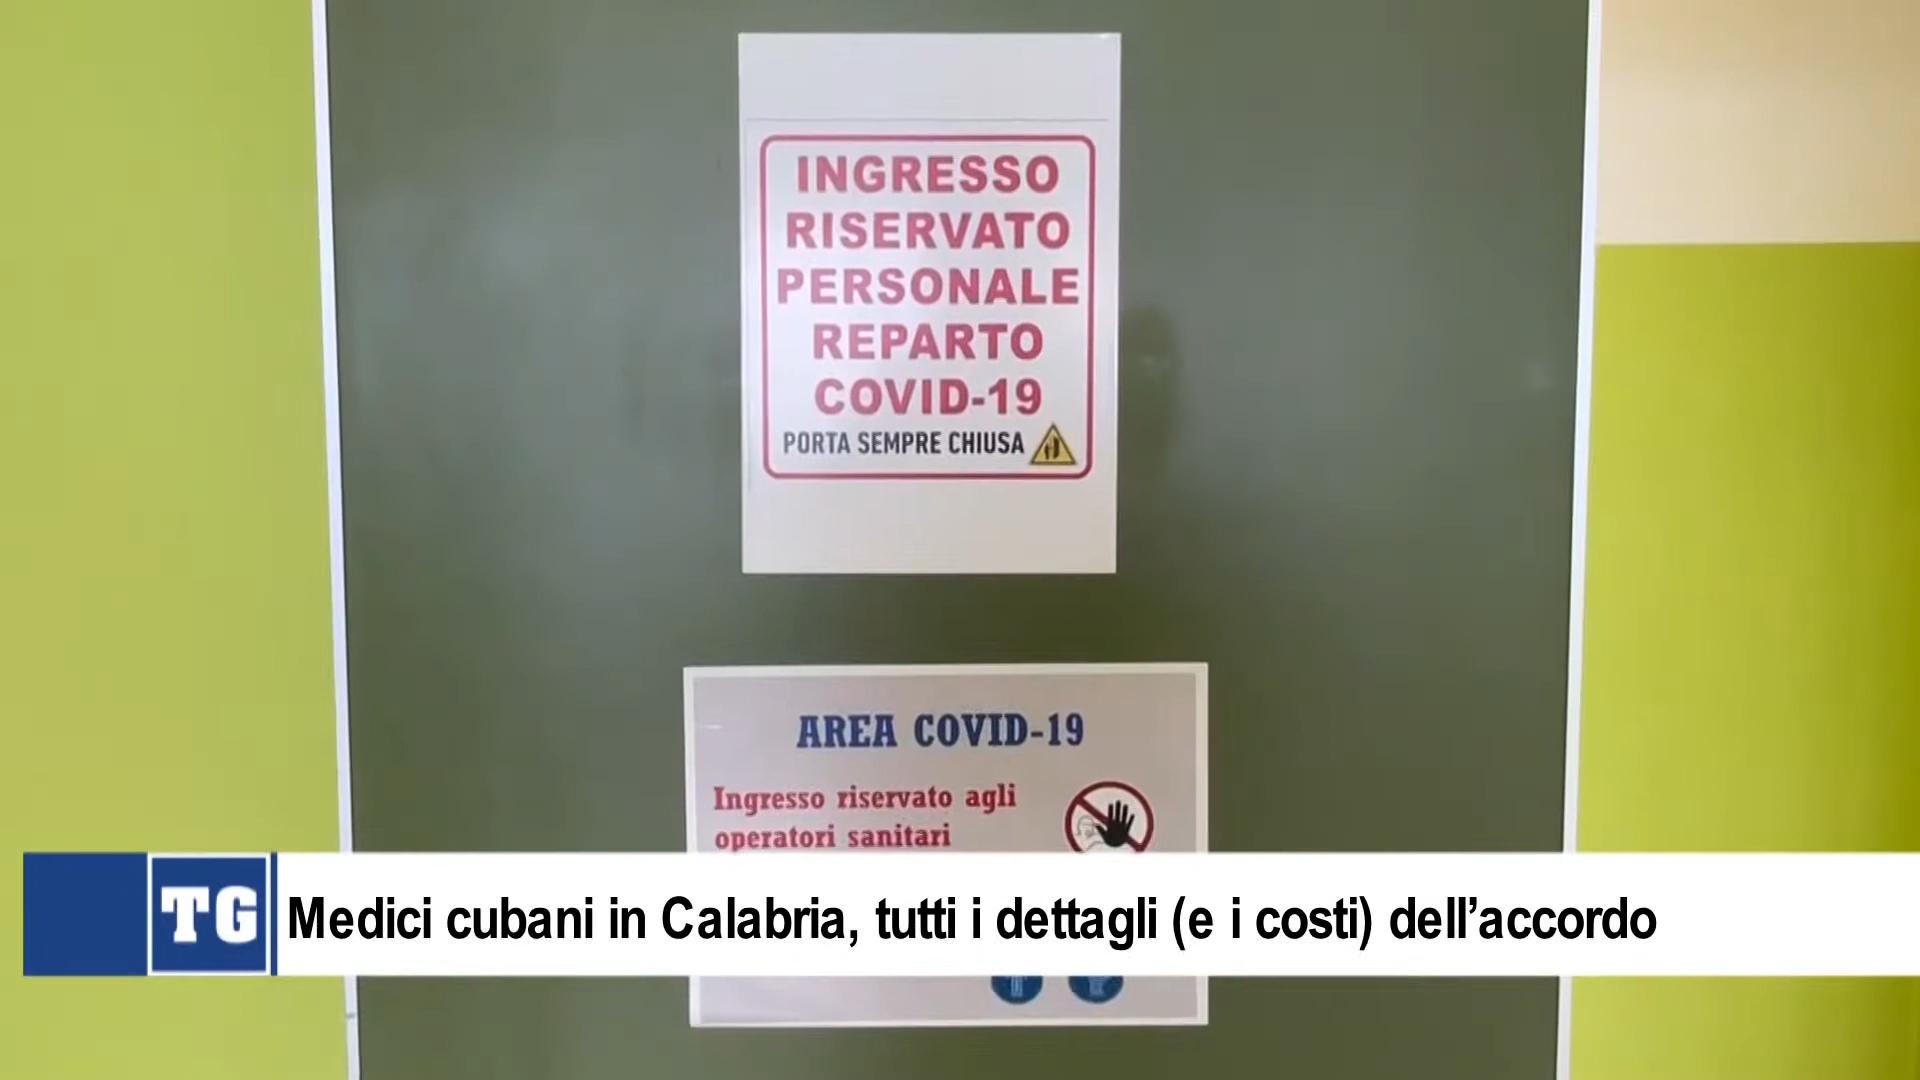 INGRESSO
RISERVATO
PERSONALE
REPARTO
COVID-19
PORTA SEMPRE CHIUSA
AREA COVID-19
Ingresso riservato agli
operatori sanitari
TG Medici cubani in Calabria, tutti i dettagli (e i costi) dell’accordo